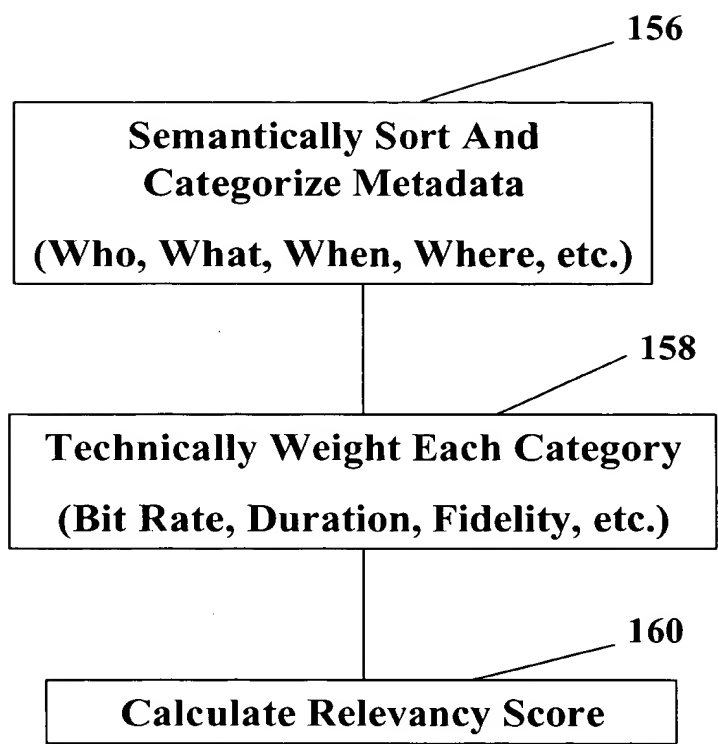 156
Semantically Sort And
Categorize Metadata
(Who, What, When, Where, etc.)
158
Technically Weight Each Category
(Bit Rate, Duration, Fidelity, etc.)
160
Calculate Relevancy Score